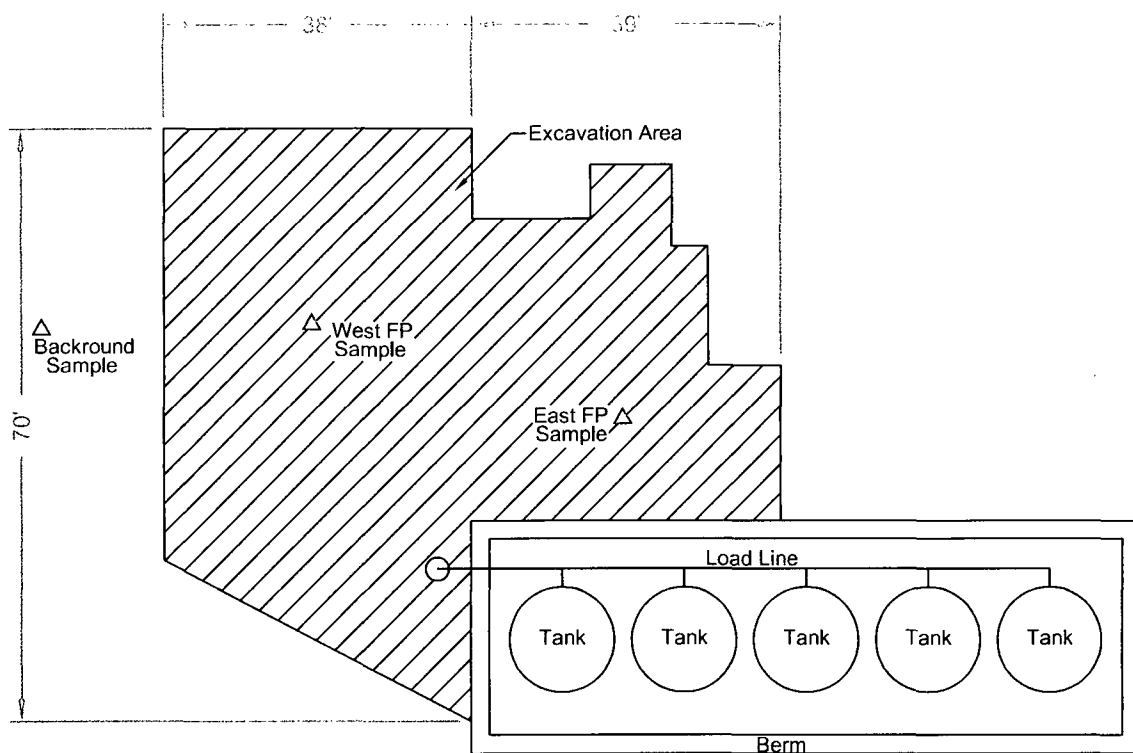 38'
39'
Excavation Area
West FP
Sample
Backround
Sample
70'
East FP
Sample
Load Line
Tank
Tank
Tank
Tank
Tank
Berm